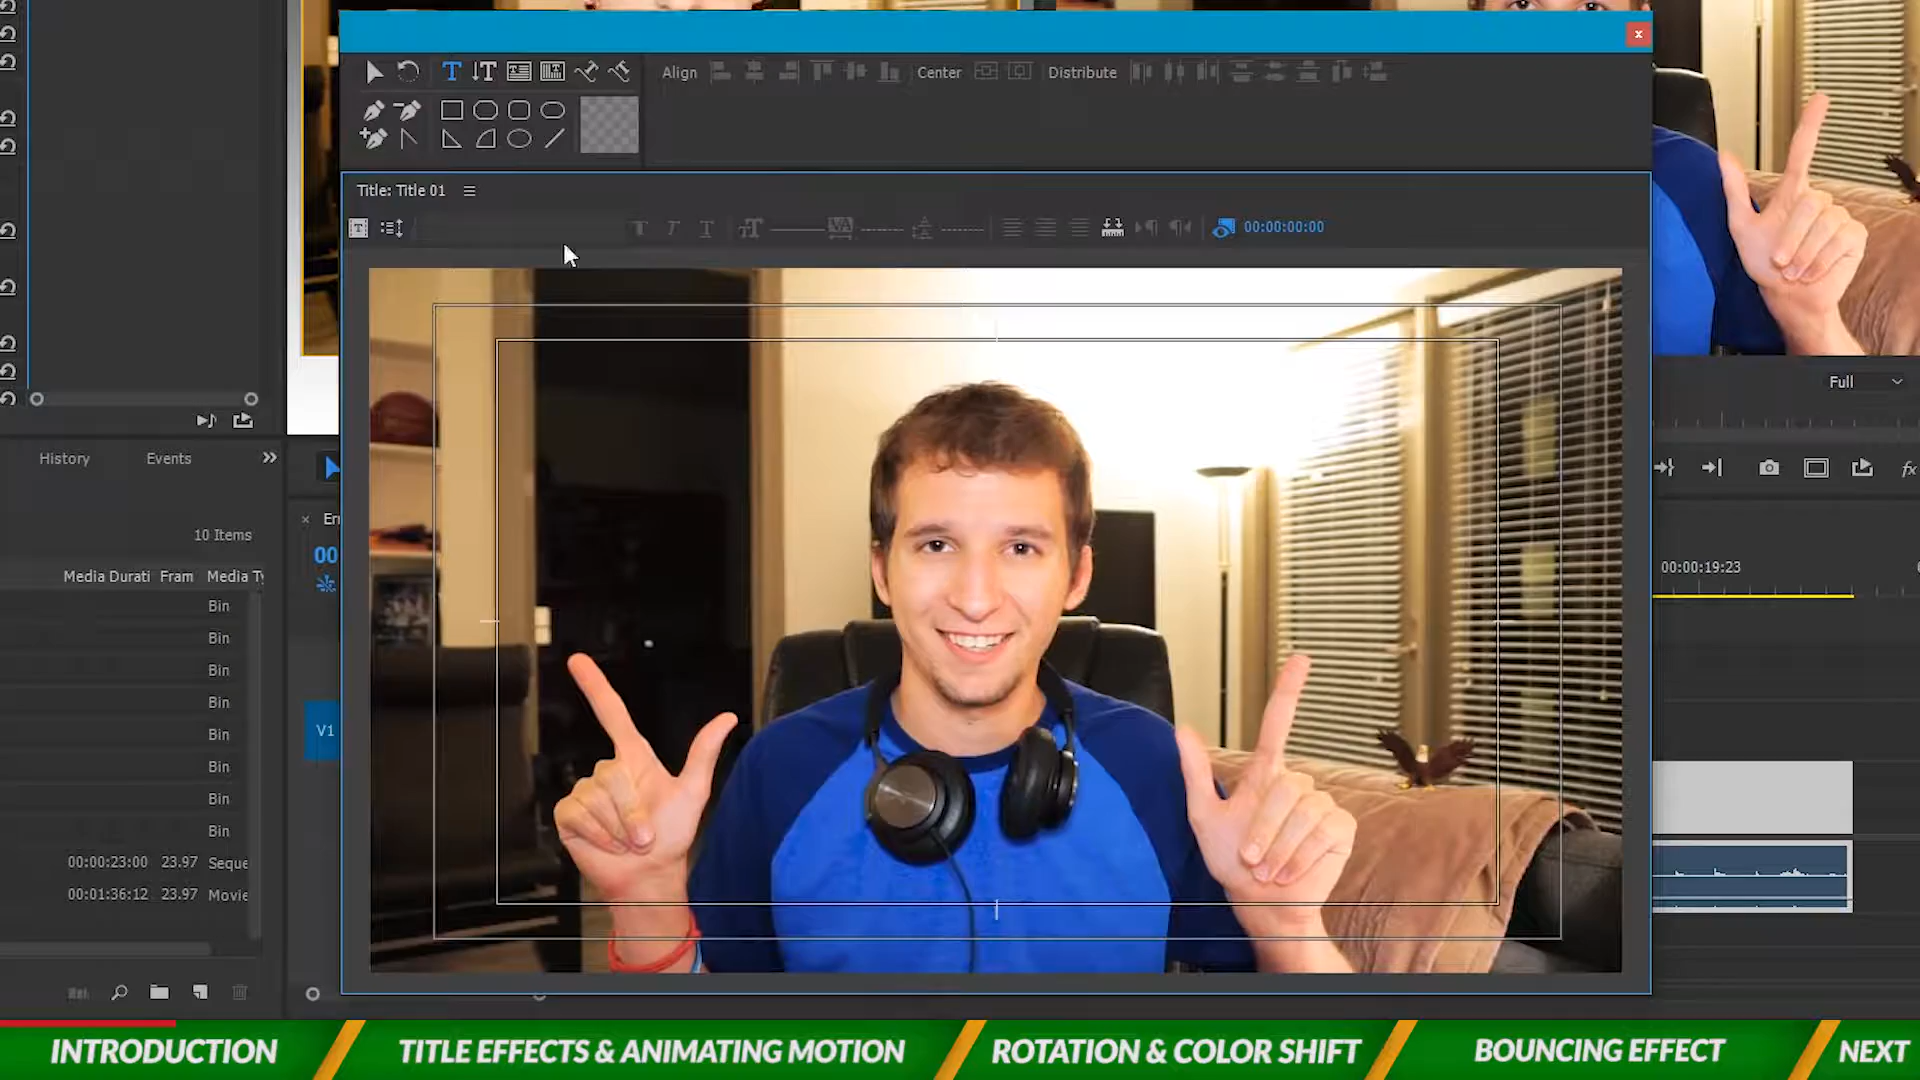 Align
Center
Distribute
Title: Title 01
00:00:00:00
Full
History
Events
10 Items
Media Durati
Fram
Media Ty
Bin
Bin
Bin
Bin
Bin
Bin
Bin
Bin
00:00:23:00 23.97 Seque
00:01:36:12 23.97 Movie
× En
00
V1
fx
00:00:19:23
INTRODUCTION
TITLE EFFECTS & ANIMATING MOTION
ROTATION & COLOR SHIFT
BOUNCING EFFECT
NEXT